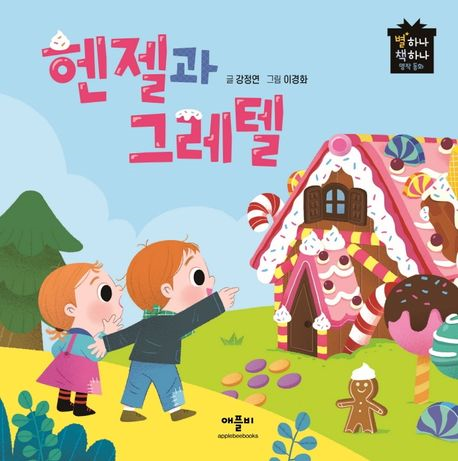 헨젤과
그레텔
글 강정연 그림 이경화
별 하나
책 하나
명작 동화
애플비
applebeebooks